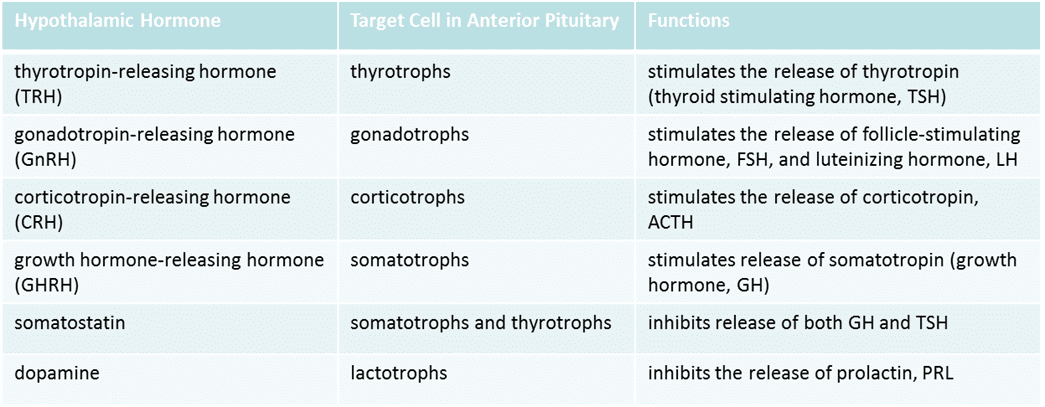 Hypothalamic Hormone Target Cell in Anterior Pituitary Functions
thyrotropin-releasing hormone thyrotrophs stimulates the release of thyrotropin
(TRH) (thyroid stimulating hormone, TSH)
gonadotropin-releasing hormone gonadotrophs stimulates the release of follicle-stimulating
(GnRH) hormone, FSH, and luteinizing hormone, LH
corticotropin-releasing hormone corticotrophs stimulates the release of corticotropin,
(CRH) ACTH
growth hormone-releasing hormone somatotrophs stimulates release of somatotropin (growth
(GHRH) hormone, GH)
somatostatin somatotrophs and thyrotrophs inhibits release of both GH and TSH
dopamine lactotrophs inhibits the release of prolactin, PRL